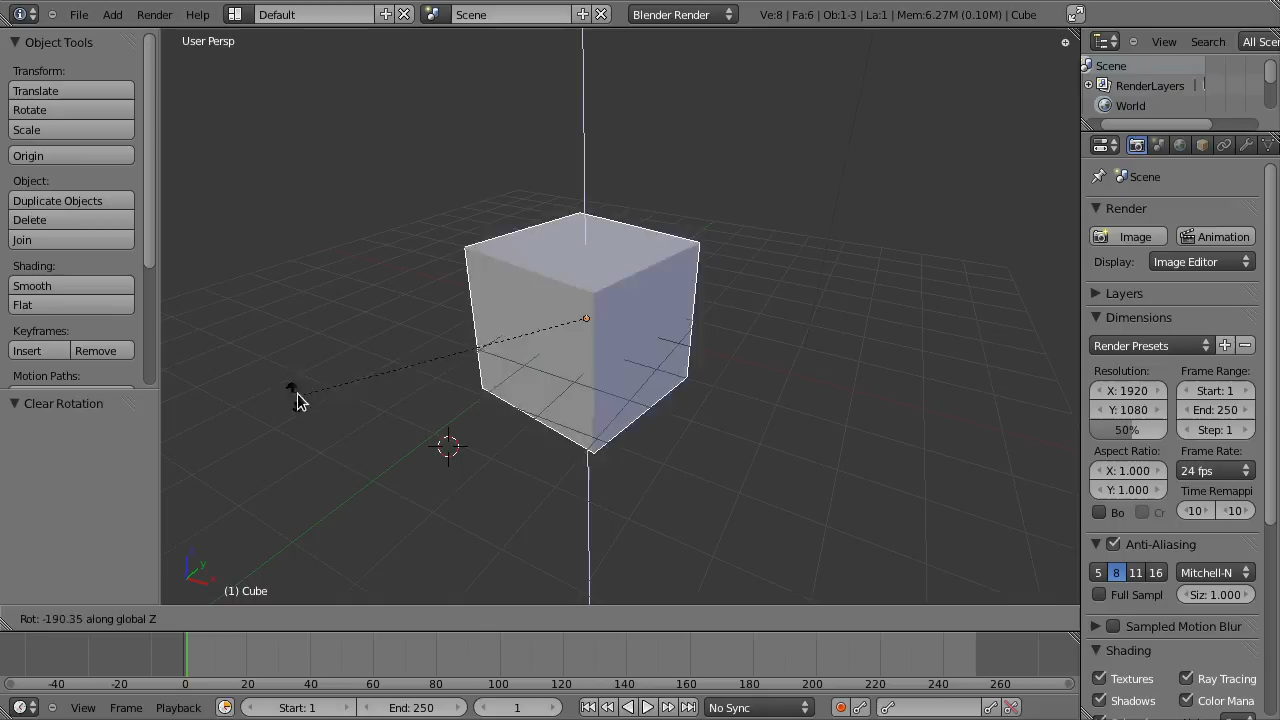 File Add Render Help Default Scene Blender Render Ve:8 | Fa:6 | Ob:1-3 | La:1 | Mem:6.27M (0.10M) | Cube
Object Tools
Transform:
Translate
Rotate
Scale
Origin
Object:
Duplicate Objects
Delete
Join
Shading:
Smooth
Flat
Keyframes:
Insert Remove
Motion Paths:
Clear Rotation
User Persp
z
y
x
(1) Cube
Rot: -190.35 along global Z
-40 -20 0 20 40 60 80 100 120 140 160 180 200 220 240 260
View Frame Playback Start: 1 End: 250 1 No Sync
View Search All Sce
Scene
RenderLayers
World
Scene
Render
Image Animation
Display: Image Editor
Layers
Dimensions
Render Presets
Resolution: Frame Range:
X: 1920 Start: 1
Y: 1080 End: 250
50% Step: 1
Aspect Ratio: Frame Rate:
X: 1.000 24 fps
Y: 1.000 Time Remappi
Bo Cr 10 10
Anti-Aliasing
5 8 11 16 Mitchell-N
Full Sampl Siz: 1.000
Sampled Motion Blur
Shading
Textures Ray Tracing
Shadows Color Mana